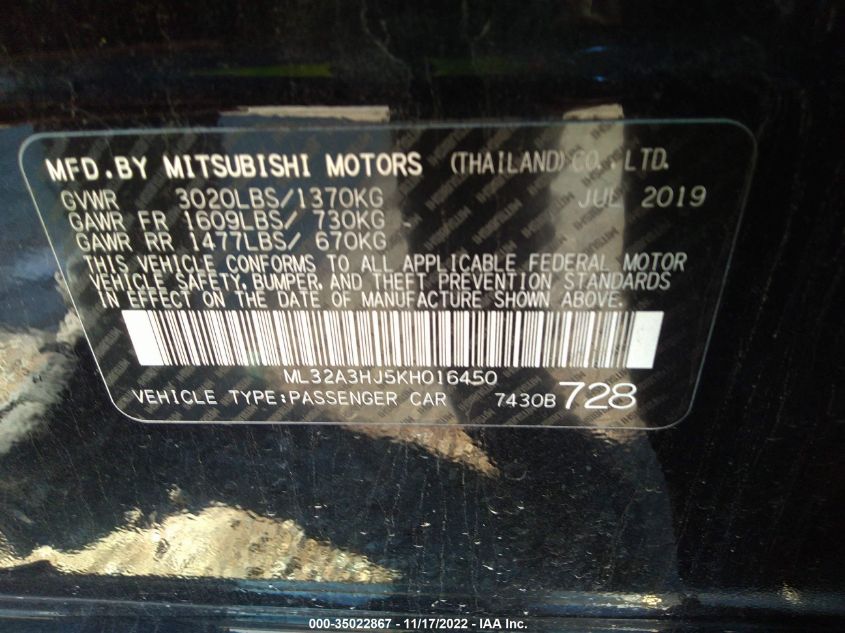 MFD.BY MITSUBISHI MOTORS (THAILAND) CO., LTD.
GVWR 3020LBS/1370KG JUL 2019
GAWR FR 1609LBS/ 730KG
GAWR RR 1477LBS/ 670KG
THIS VEHICLE CONFORMS TO ALL APPLICABLE FEDERAL MOTOR
VEHICLE SAFETY, BUMPER, AND THEFT PREVENTION STANDARDS
IN EFFECT ON THE DATE OF MANUFACTURE SHOWN ABOVE.
ML32A3HJ5KH016450
VEHICLE TYPE:PASSENGER CAR 7430B 728
000-35022867 - 11/17/2022 - IAA Inc.